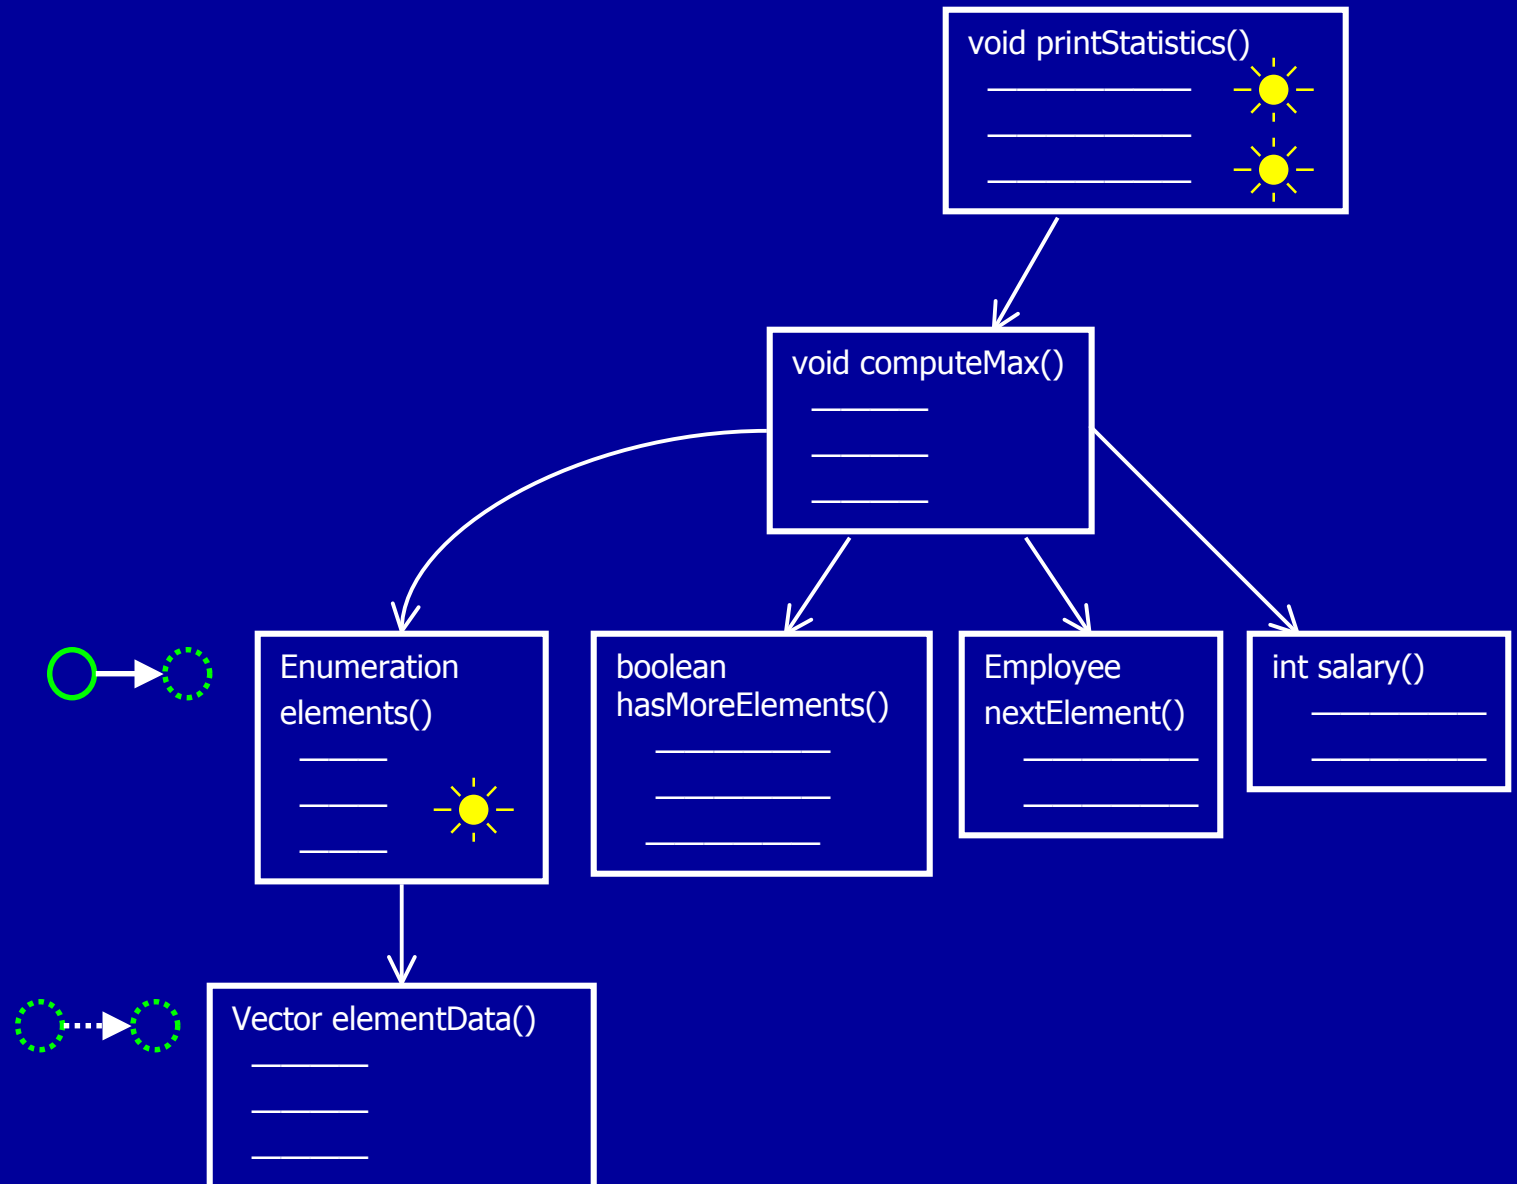 void printStatistics()
void computeMax()
Enumeration
elements()
boolean
hasMoreElements()
Employee
nextElement()
int salary()
Vector elementData()